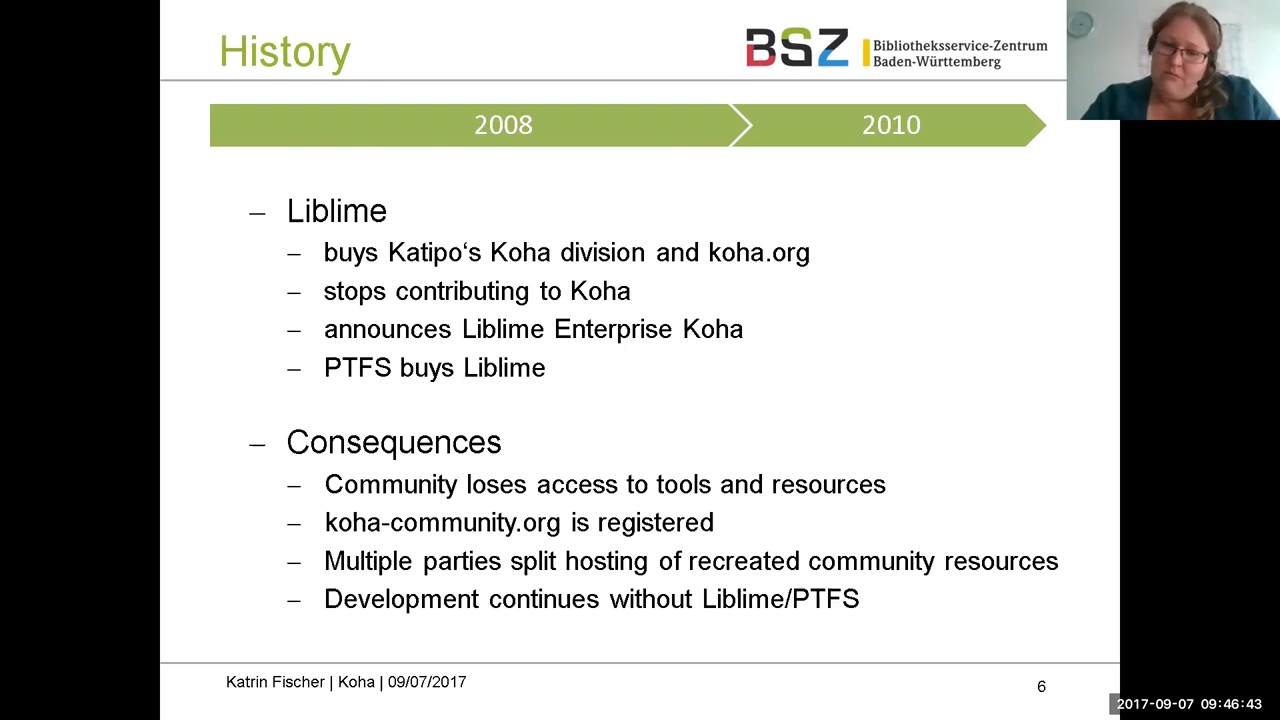 History
BSZ
Bibliotheksservice-Zentrum
Baden-Württemberg
2008
2010
– Liblime
– buys Katipo‘s Koha division and koha.org
– stops contributing to Koha
– announces Liblime Enterprise Koha
– PTFS buys Liblime
– Consequences
– Community loses access to tools and resources
– koha-community.org is registered
– Multiple parties split hosting of recreated community resources
– Development continues without Liblime/PTFS
Katrin Fischer | Koha | 09/07/2017
6
2017-09-07 09:46:43